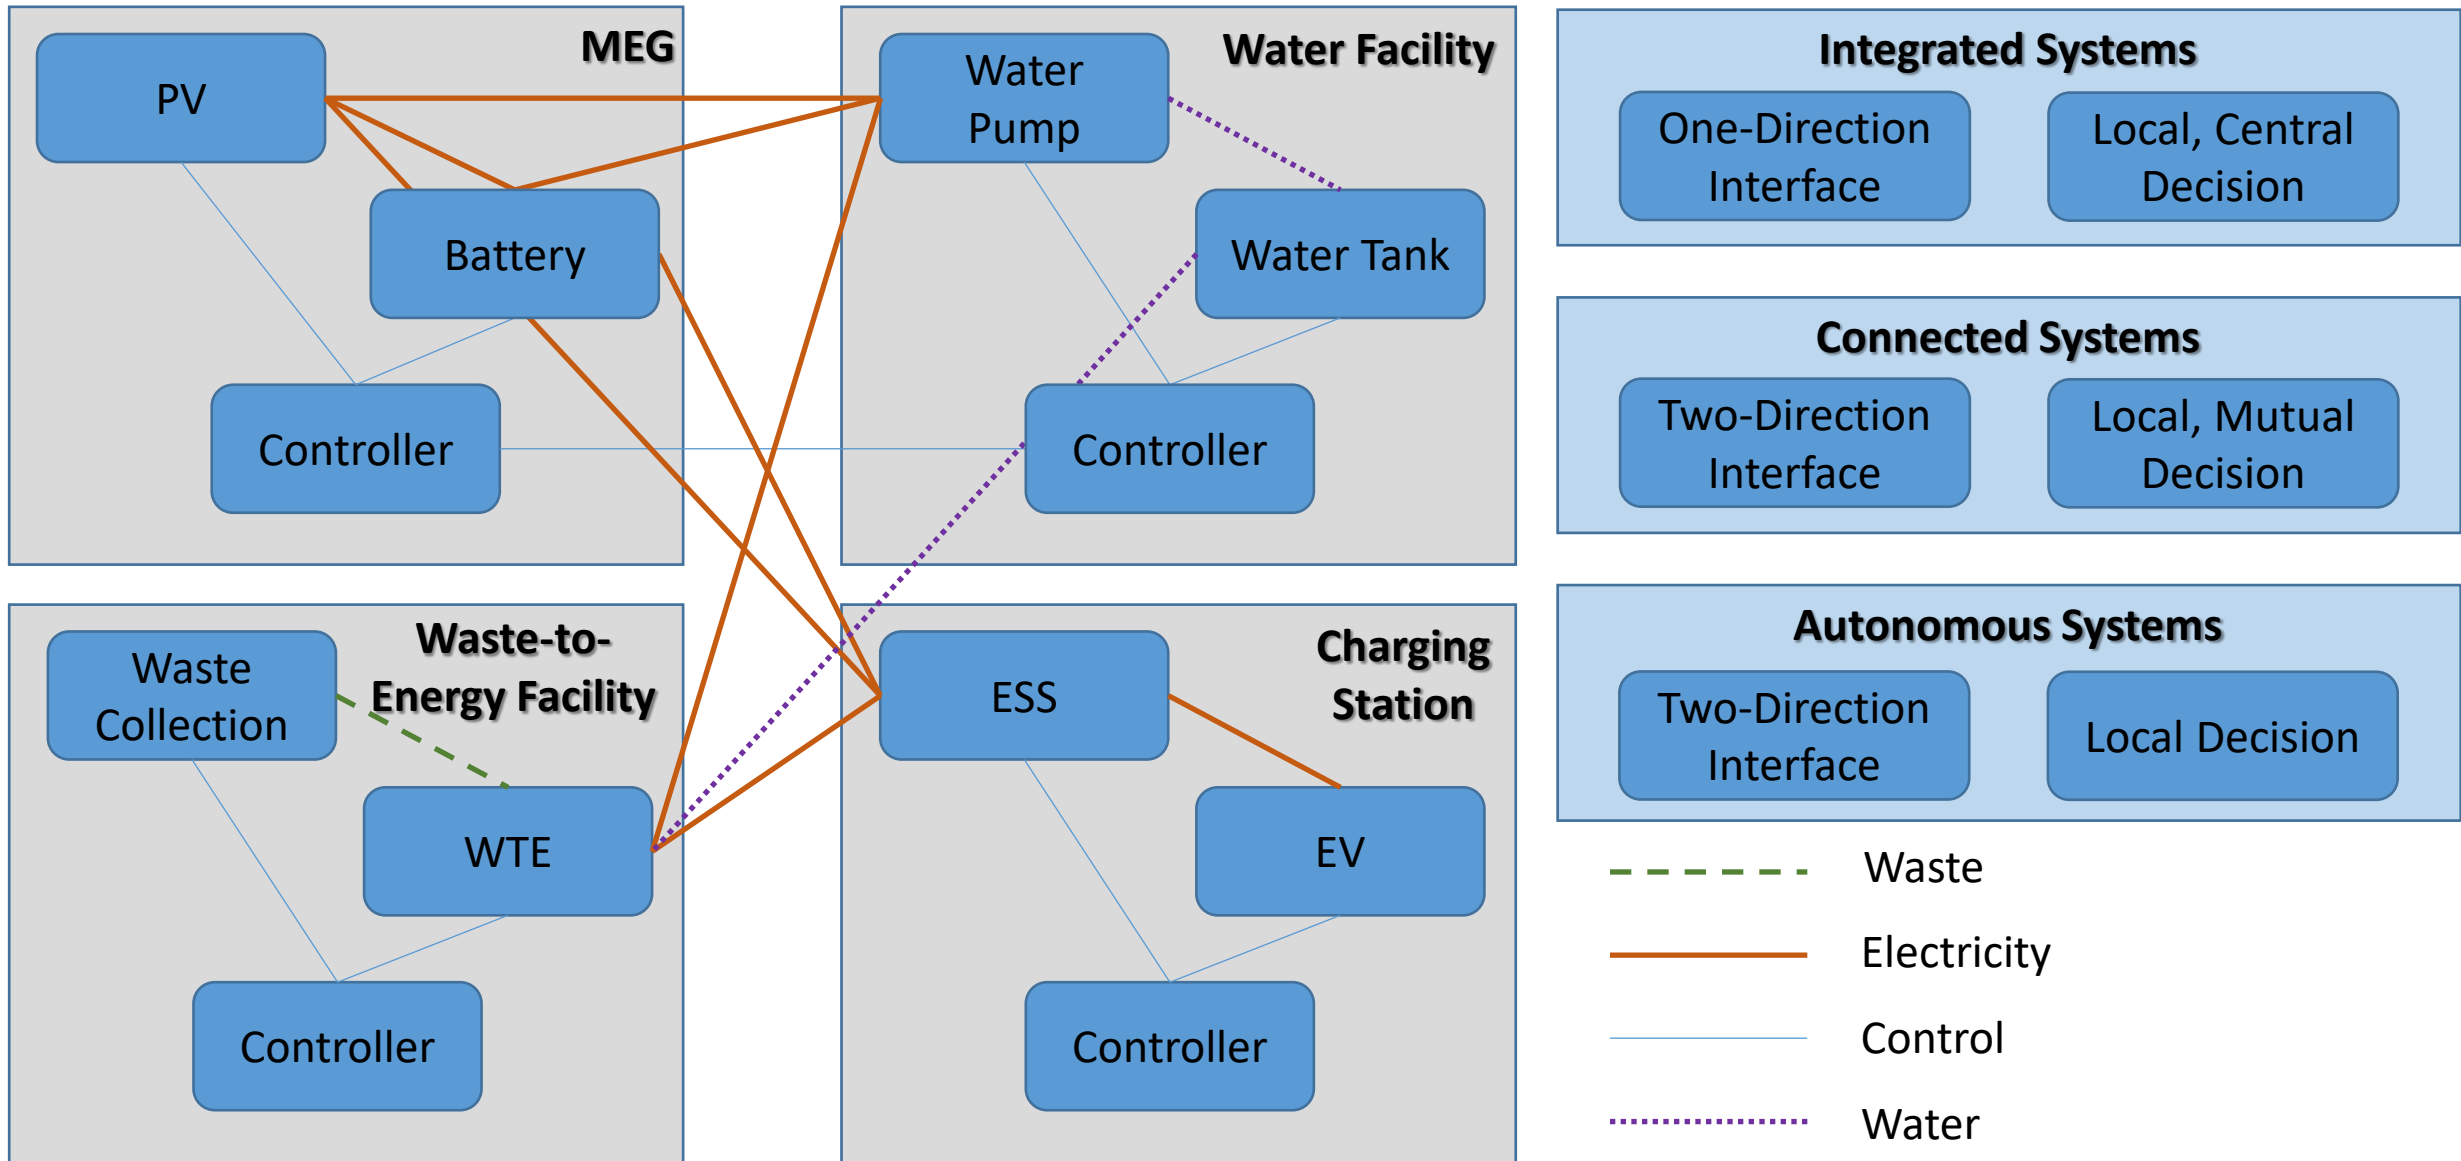 MEG
PV
Battery
Controller
Water Facility
Water
Pump
Water Tank
Controller
Waste-to-
Energy Facility
Waste
Collection
WTE
Controller
Charging
Station
ESS
EV
Controller
Integrated Systems
One-Direction
Interface
Local, Central
Decision
Connected Systems
Two-Direction
Interface
Local, Mutual
Decision
Autonomous Systems
Two-Direction
Interface
Local Decision
Waste
Electricity
Control
Water